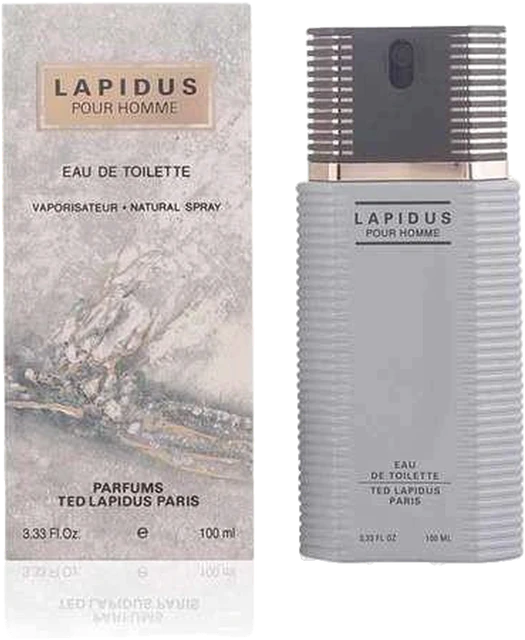 LAPIDUS
POUR HOMME
EAU DE TOILETTE
VAPORISATEUR • NATURAL SPRAY
PARFUMS
TED LAPIDUS PARIS
3.33 Fl.Oz. e 100 ml
LAPIDUS
POUR HOMME
EAU
DE TOILETTE
TED LAPIDUS
PARIS
3.33 FL OZ 100 ML